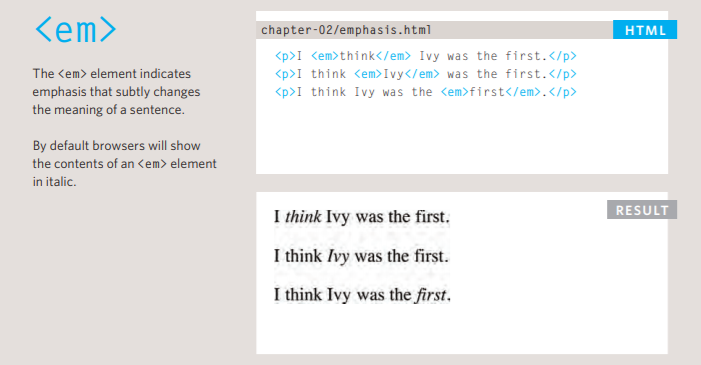 <em>
The <em> element indicates
emphasis that subtly changes
the meaning of a sentence.
By default browsers will show
the contents of an <em> element
in italic.
chapter-02/emphasis.html
HTML
<p>I <em>think</em> Ivy was the first.</p>
<p>I think <em>Ivy</em> was the first.</p>
<p>I think Ivy was the <em>first</em>.</p>
RESULT
I think Ivy was the first.
I think Ivy was the first.
I think Ivy was the first.